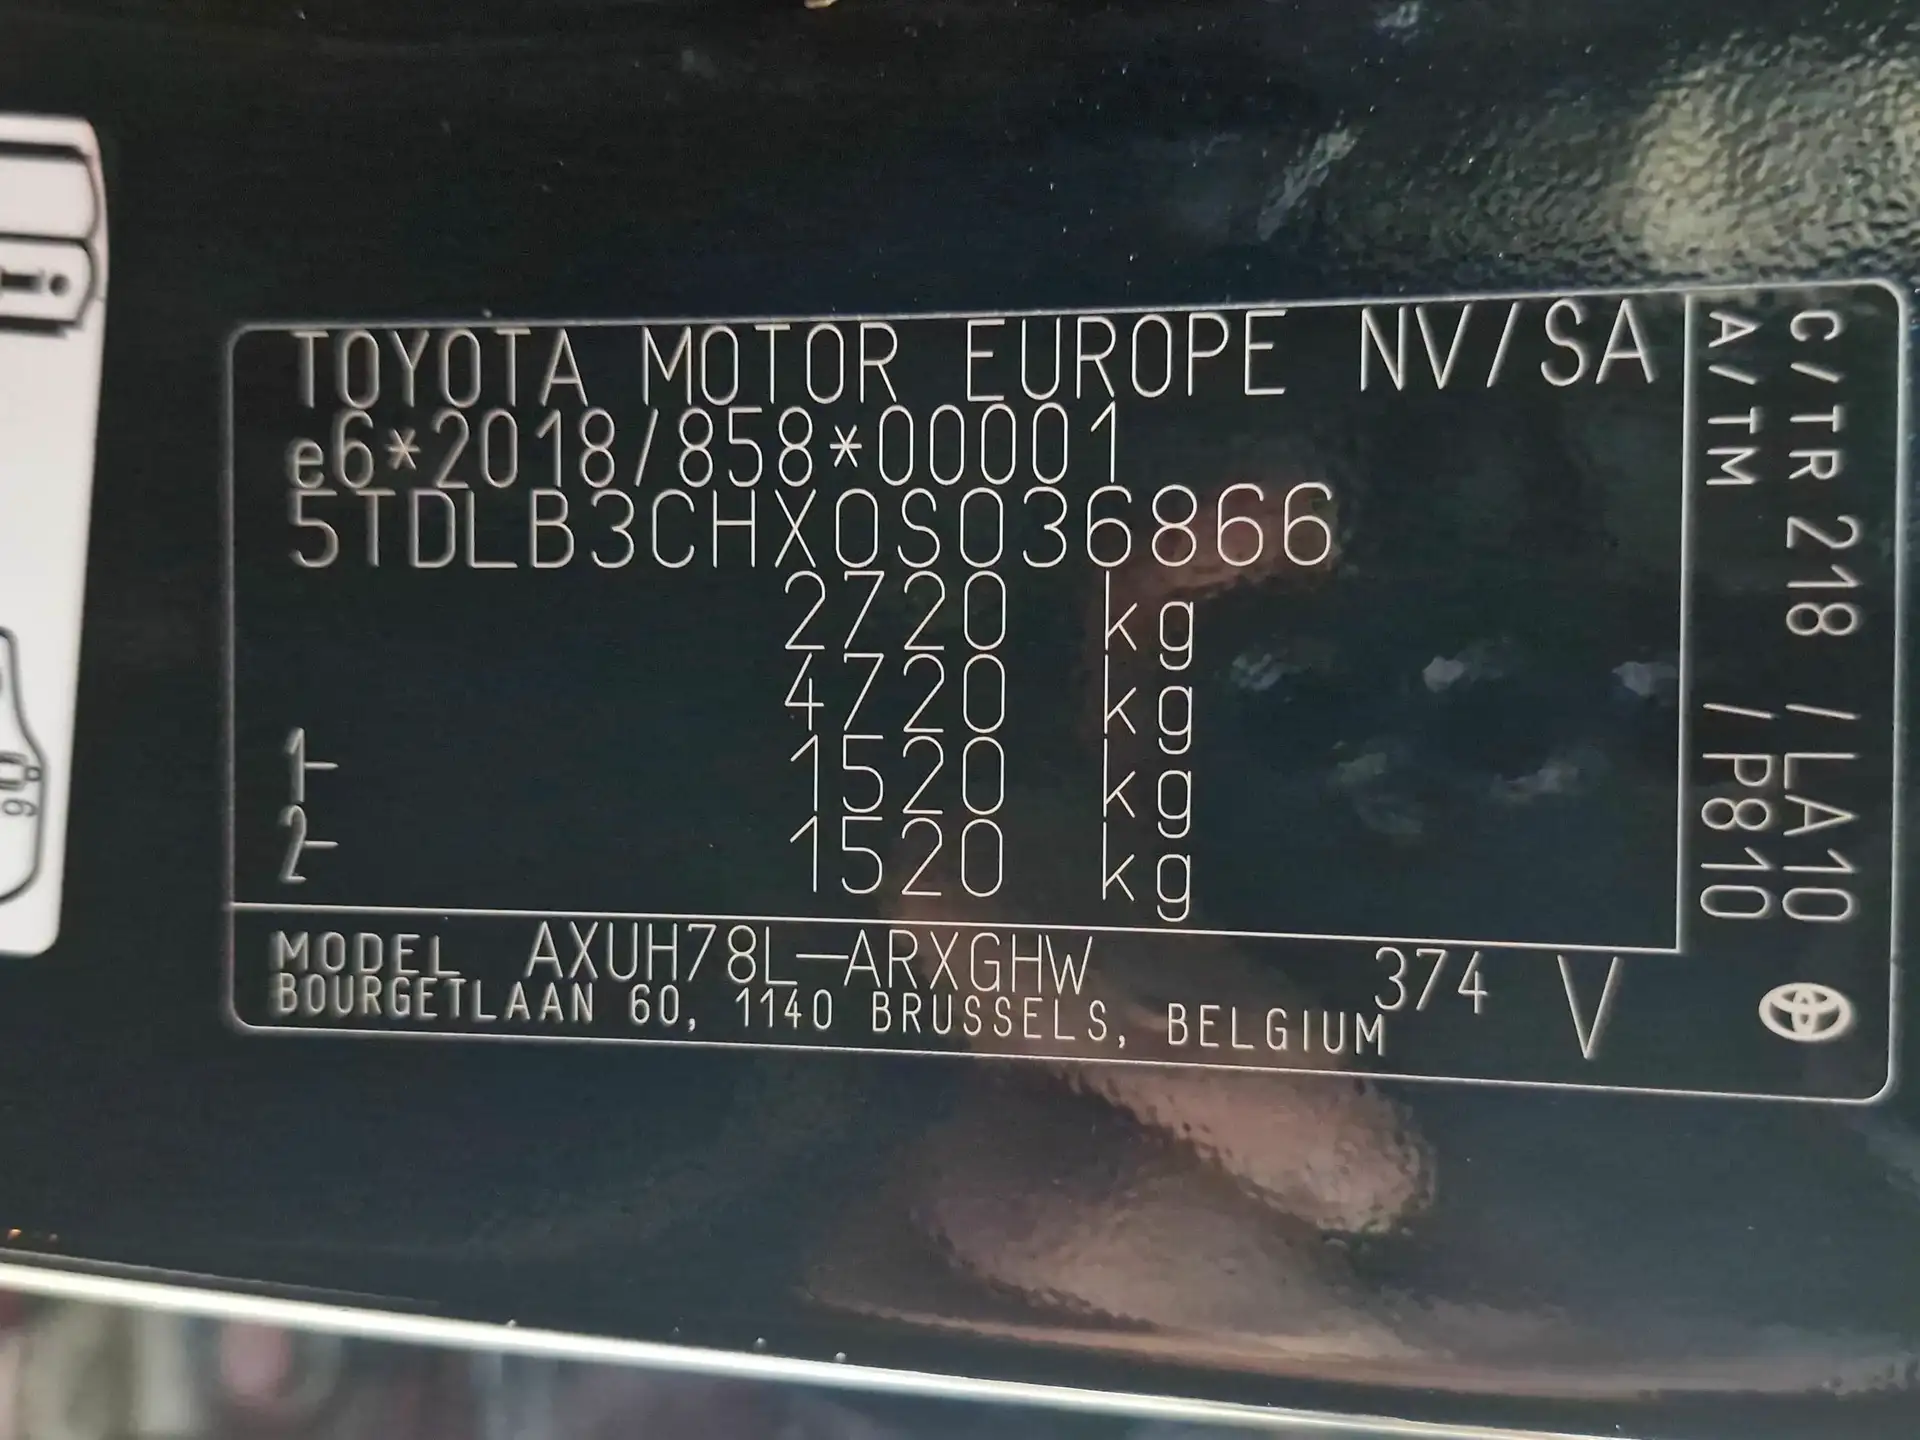 TOYOTA MOTOR EUROPE NV/SA
e6*2018/858*00001
5TDLB3CHX0S036866
2720 kg
4720 kg
1- 1520 kg
2- 1520 kg
MODEL AXUH78L-ARXGHW 374 V
BOURGETLAAN 60, 1140 BRUSSELS, BELGIUM
C/TR 218 /LA10
A/TM /P810
6